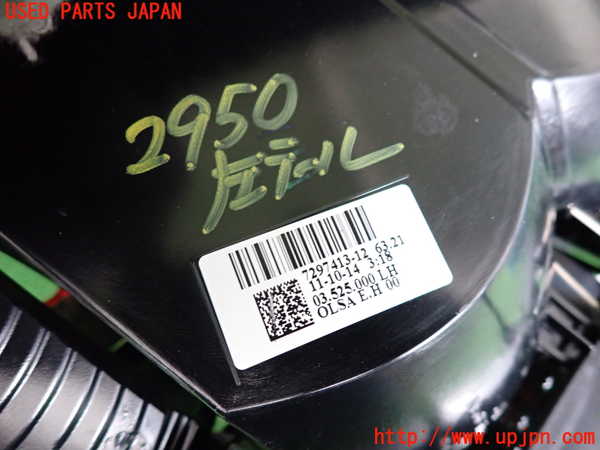 USED PARTS JAPAN
2950
左テールL
7297413-12 63.21
11-10-14 3:18
03.525.000 LH
OLSA E.H 00
http://www.upjpn.com/